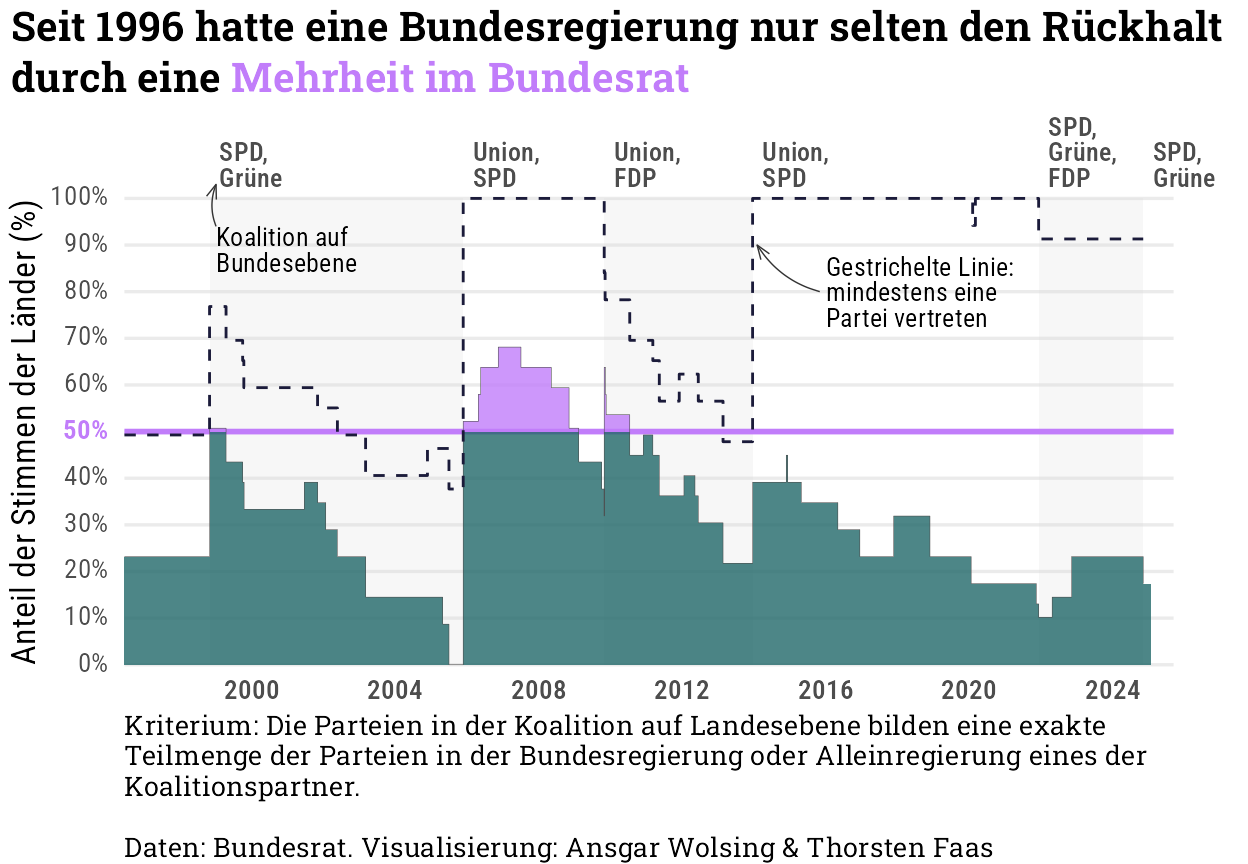 Seit 1996 hatte eine Bundesregierung nur selten den Rückhalt
durch eine Mehrheit im Bundesrat
SPD,
Grüne
Union,
SPD
Union,
FDP
Union,
SPD
SPD,
Grüne,
FDP
SPD,
Grüne
Anteil der Stimmen der Länder (%)
100%
90%
80%
70%
60%
50%
40%
30%
20%
10%
0%
Koalition auf
Bundesebene
Gestrichelte Linie:
mindestens eine
Partei vertreten
2000
2004
2008
2012
2016
2020
2024
Kriterium: Die Parteien in der Koalition auf Landesebene bilden eine exakte
Teilmenge der Parteien in der Bundesregierung oder Alleinregierung eines der
Koalitionspartner.
Daten: Bundesrat. Visualisierung: Ansgar Wolsing & Thorsten Faas